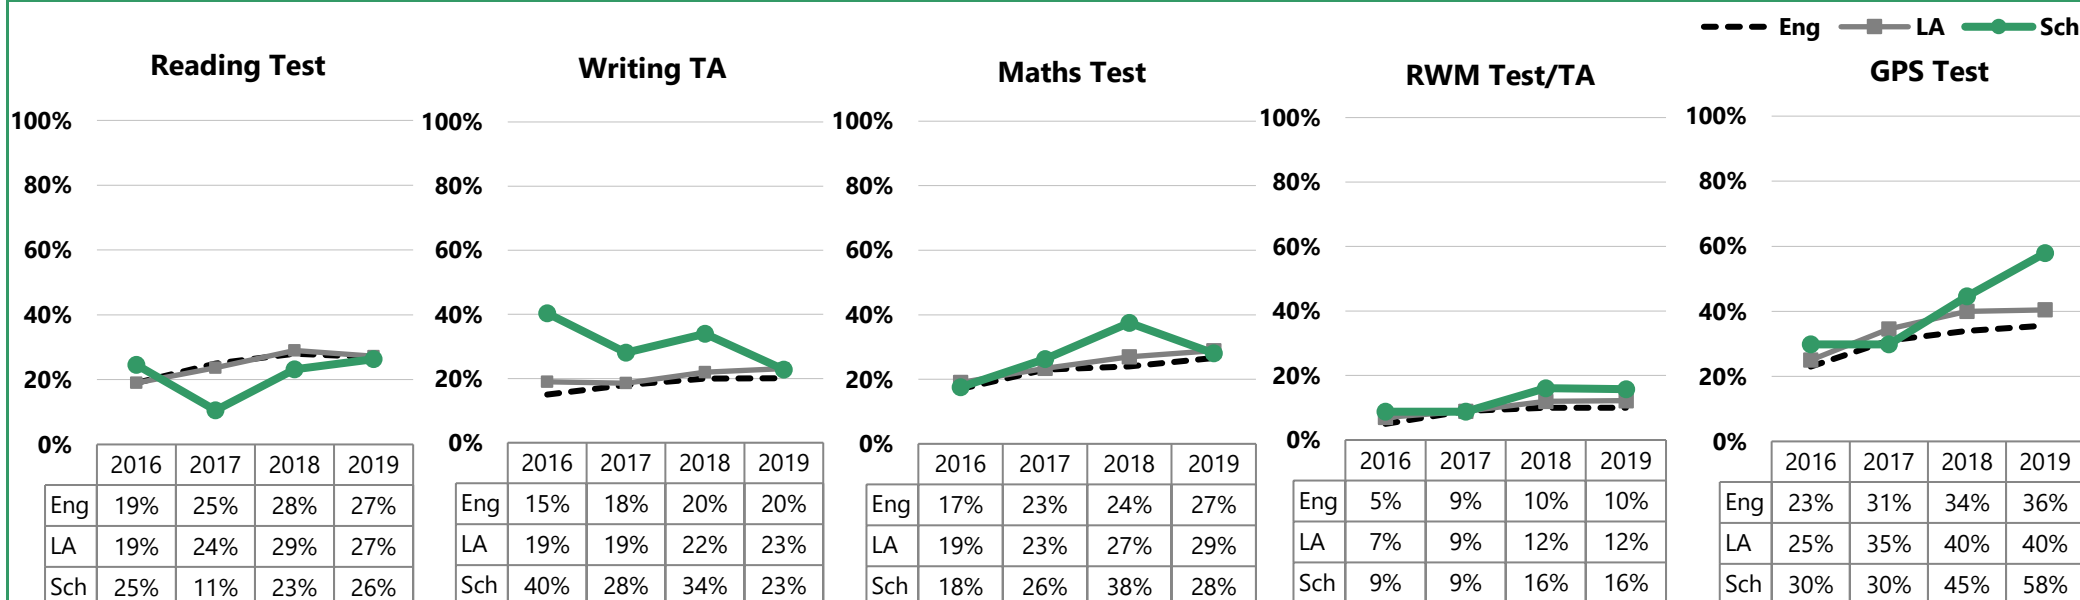 Eng LA Sch
Reading Test
100%
80%
60%
40%
20%
0%
2016 2017 2018 2019
Eng 19% 25% 28% 27%
LA 19% 24% 29% 27%
Sch 25% 11% 23% 26%
Writing TA
100%
80%
60%
40%
20%
0%
2016 2017 2018 2019
Eng 15% 18% 20% 20%
LA 19% 19% 22% 23%
Sch 40% 28% 34% 23%
Maths Test
100%
80%
60%
40%
20%
0%
2016 2017 2018 2019
Eng 17% 23% 24% 27%
LA 19% 23% 27% 29%
Sch 18% 26% 38% 28%
RWM Test/TA
100%
80%
60%
40%
20%
0%
2016 2017 2018 2019
Eng 5% 9% 10% 10%
LA 7% 9% 12% 12%
Sch 9% 9% 16% 16%
GPS Test
100%
80%
60%
40%
20%
0%
2016 2017 2018 2019
Eng 23% 31% 34% 36%
LA 25% 35% 40% 40%
Sch 30% 30% 45% 58%